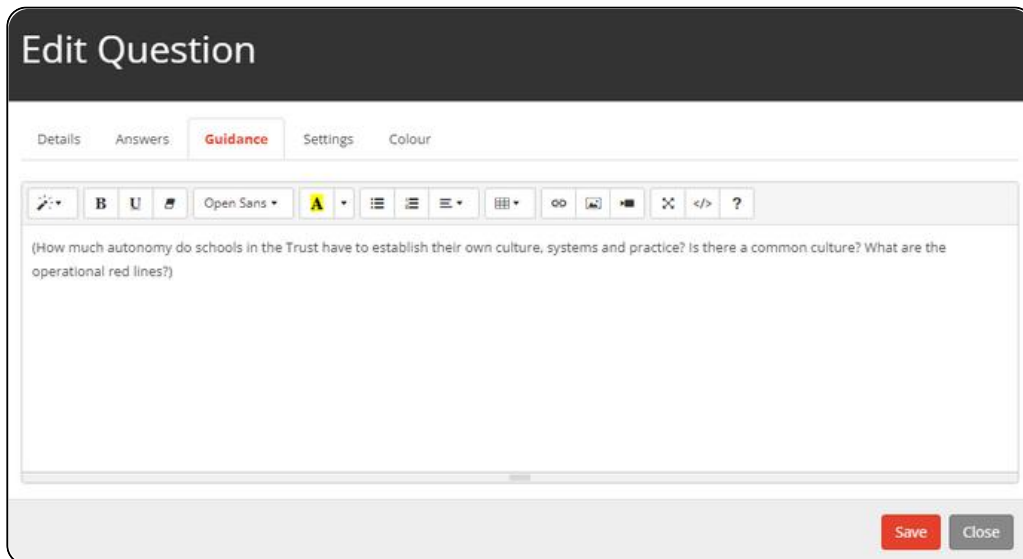 Edit Question
Details Answers Guidance Settings Colour
B U Open Sans A </> ?
(How much autonomy do schools in the Trust have to establish their own culture, systems and practice? Is there a common culture? What are the
operational red lines?)
Save Close